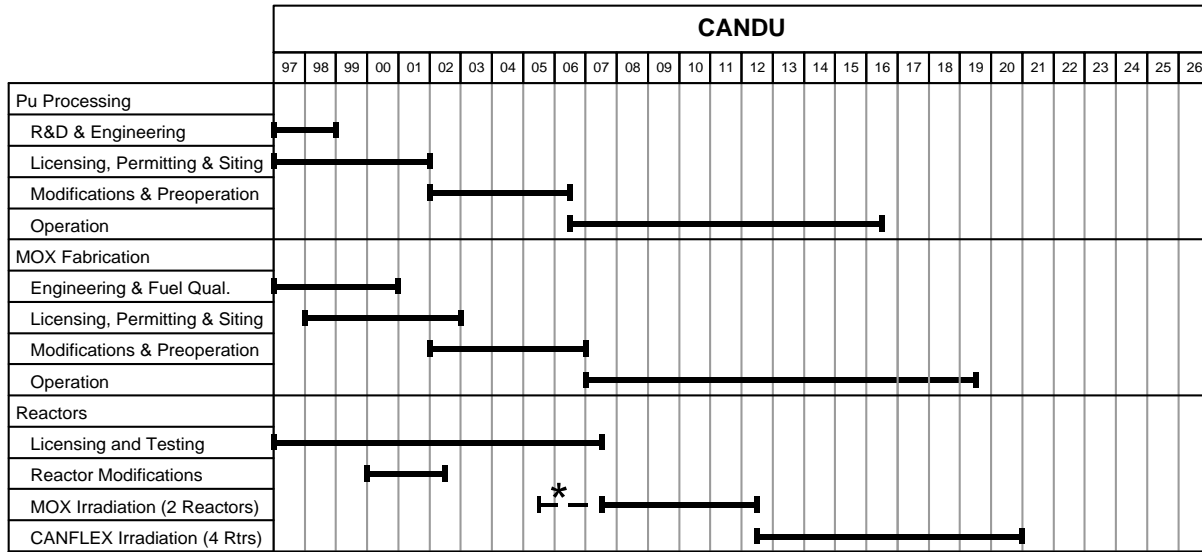 CANDU
97 98 99 00 01 02 03 04 05 06 07 08 09 10 11 12 13 14 15 16 17 18 19 20 21 22 23 24 25 26
Pu Processing
R&D & Engineering
Licensing, Permitting & Siting
Modifications & Preoperation
Operation
MOX Fabrication
Engineering & Fuel Qual.
Licensing, Permitting & Siting
Modifications & Preoperation
Operation
Reactors
Licensing and Testing
Reactor Modifications
MOX Irradiation (2 Reactors) *
CANFLEX Irradiation (4 Rtrs)